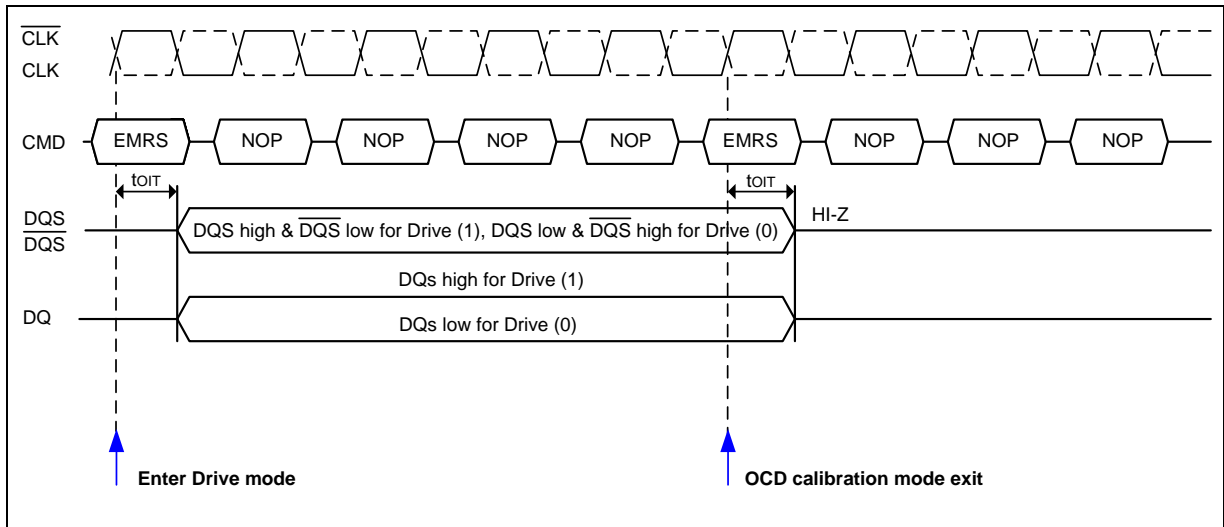 CLK
CLK
CMD EMRS NOP NOP NOP NOP EMRS NOP NOP NOP
tOIT tOIT
DQS DQS high & DQS low for Drive (1), DQS low & DQS high for Drive (0) HI-Z
DQS
DQs high for Drive (1)
DQ DQs low for Drive (0)
Enter Drive mode OCD calibration mode exit